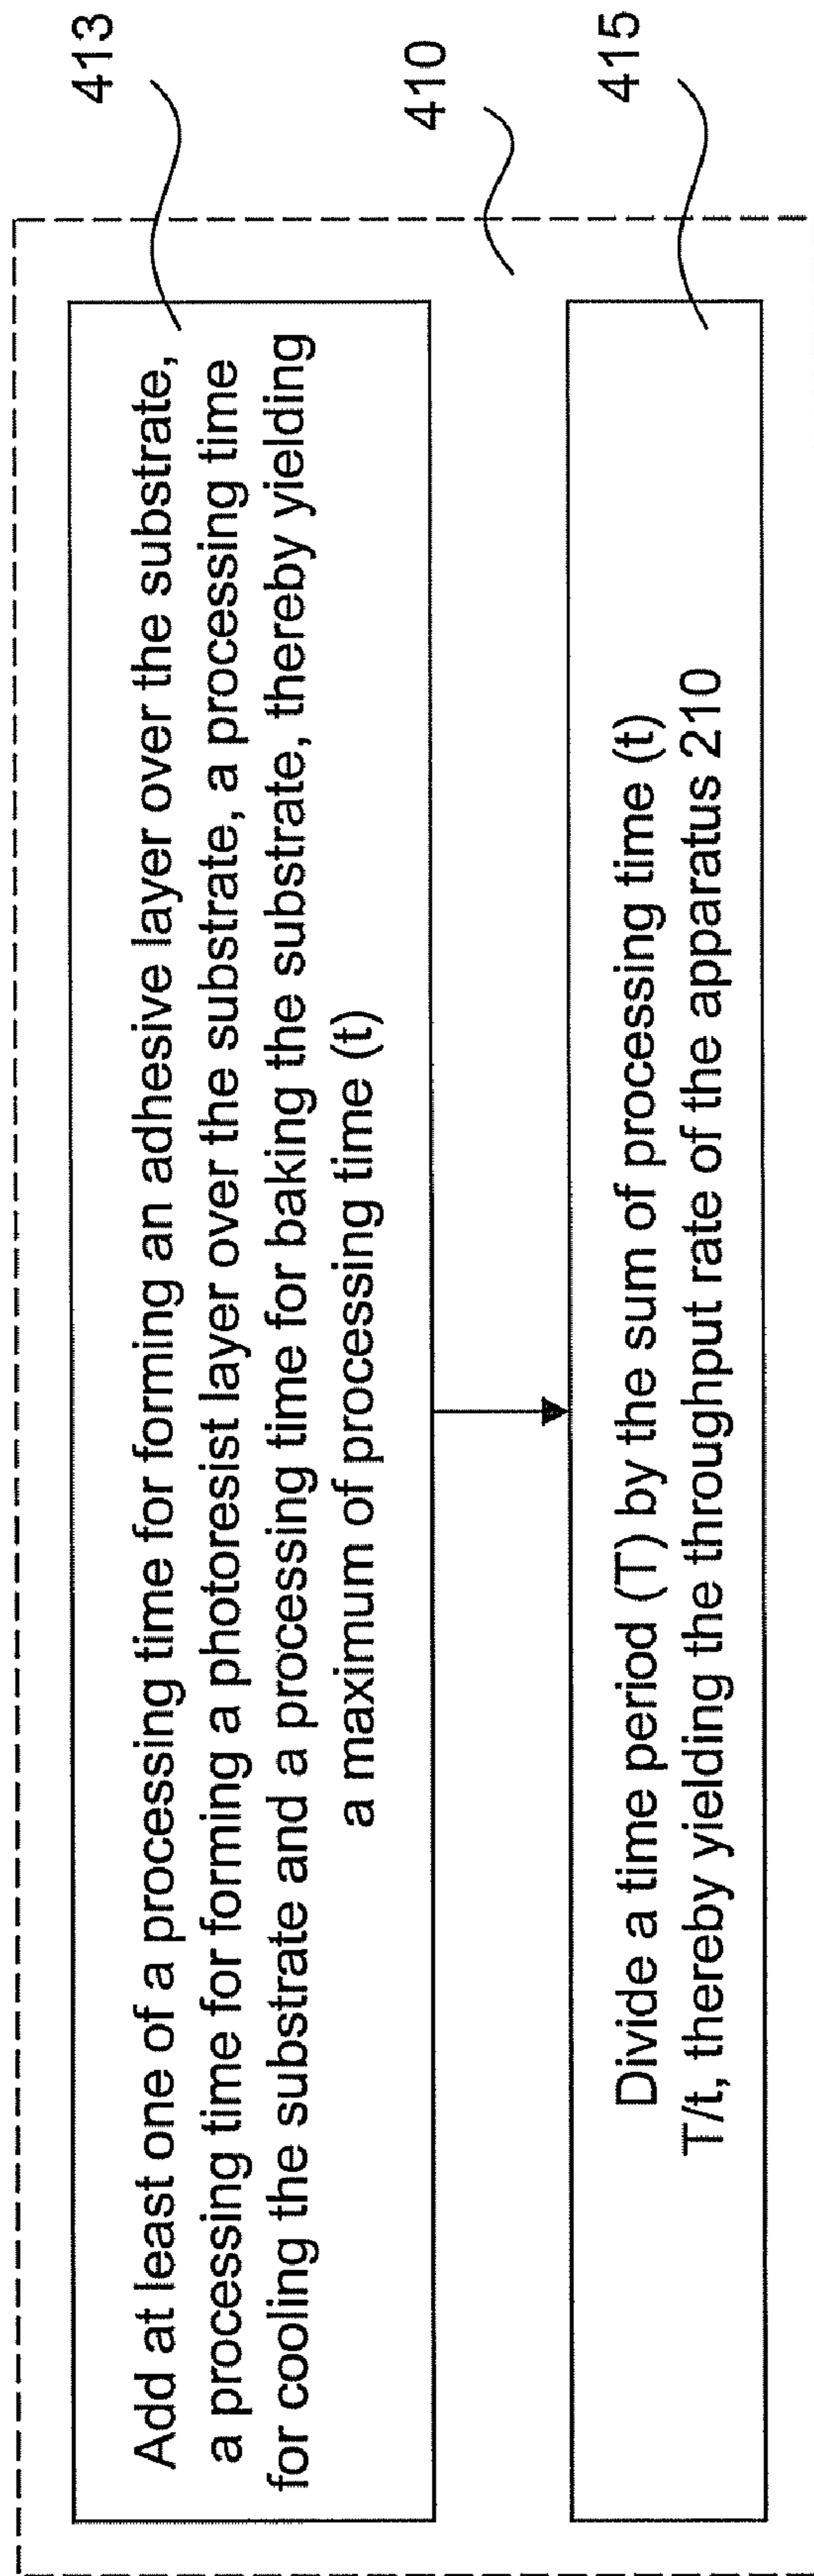 413
Add at least one of a processing time for forming an adhesive layer over the substrate,
a processing time for forming a photoresist layer over the substrate, a processing time
for cooling the substrate and a processing time for baking the substrate, thereby yielding
a maximum of processing time (t)
410
415
Divide a time period (T) by the sum of processing time (t)
T/t, thereby yielding the throughput rate of the apparatus 210